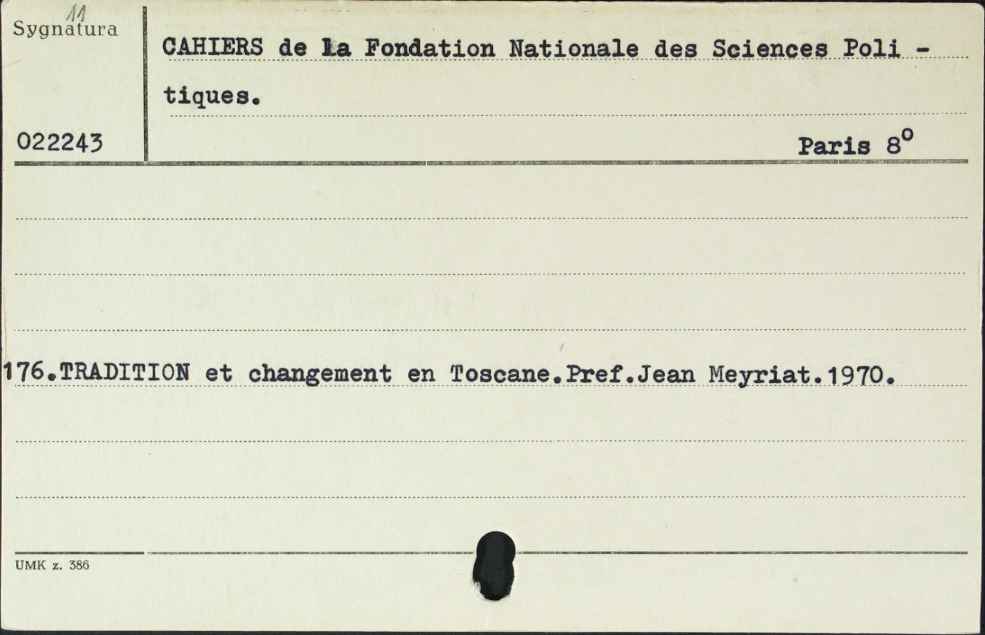 11
Sygnatura
CAHIERS de la Fondation Nationale des Sciences Poli -
tiques.
022243
Paris 8°
176.TRADITION et changement en Toscane.Pref.Jean Meyriat.1970.
UMK z. 386